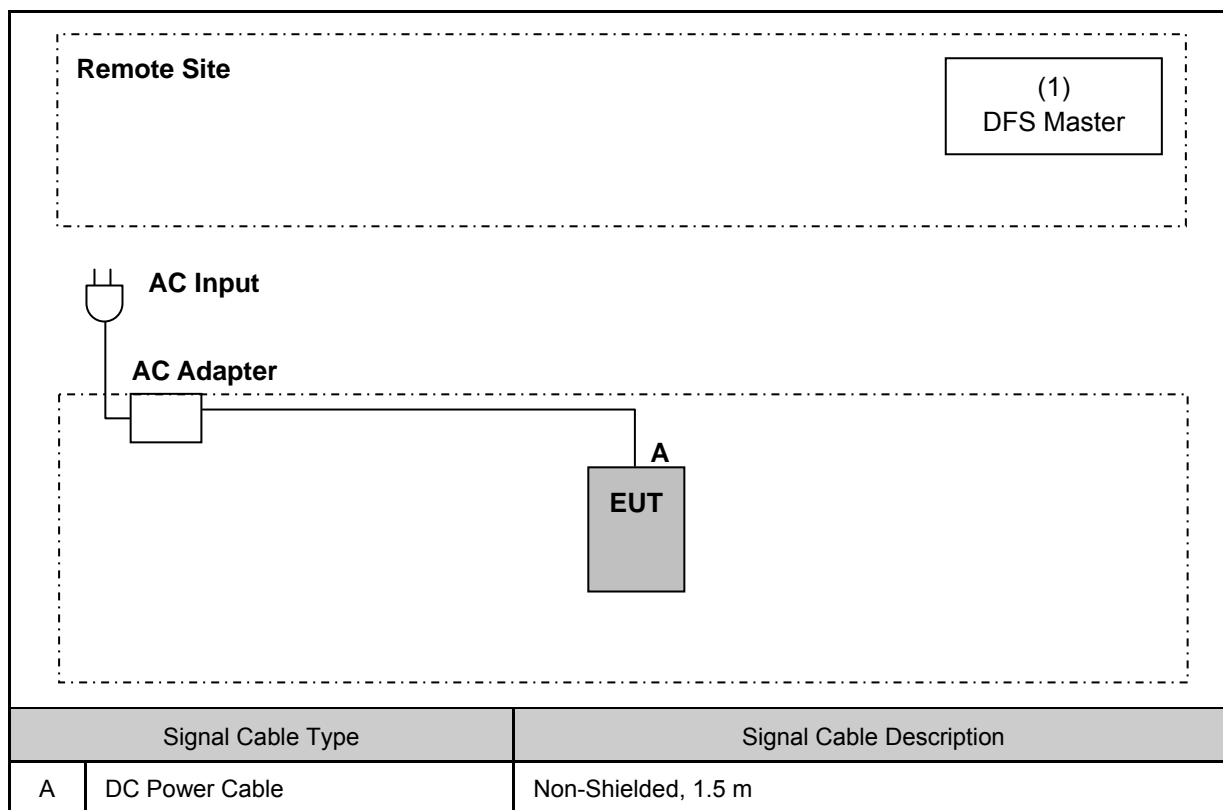 Remote Site
(1)
DFS Master
AC Input
AC Adapter
A
EUT
Signal Cable Type Signal Cable Description
A DC Power Cable Non-Shielded, 1.5 m